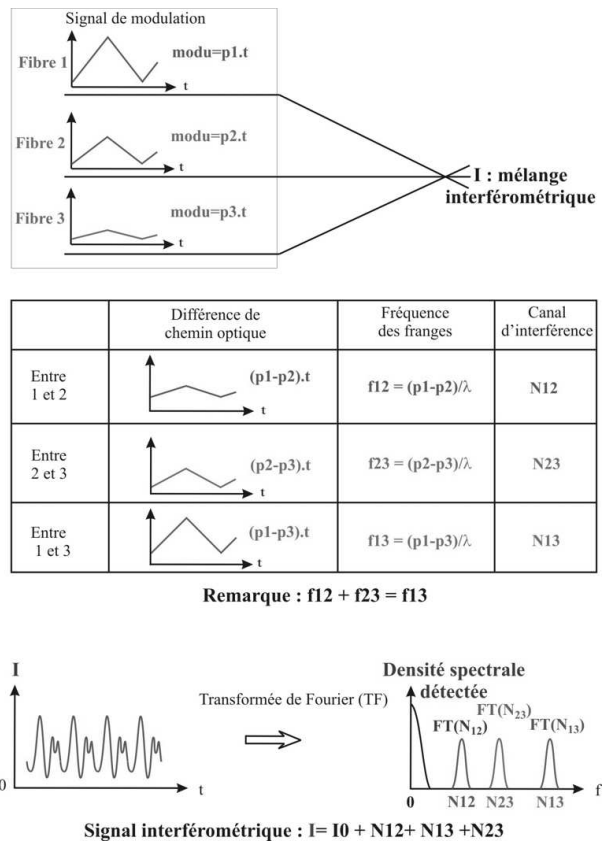 Signal de modulation
Fibre 1
modu=p1.t
t
Fibre 2
modu=p2.t
t
Fibre 3
modu=p3.t
t
I : mélange
interférométrique
Différence de
chemin optique
Fréquence
des franges
Canal
d'interférence
Entre
1 et 2
(p1-p2).t
t
f12 = (p1-p2)/λ
N12
Entre
2 et 3
(p2-p3).t
t
f23 = (p2-p3)/λ
N23
Entre
1 et 3
(p1-p3).t
t
f13 = (p1-p3)/λ
N13
Remarque : f12 + f23 = f13
I
0
t
Transformée de Fourier (TF)
Densité spectrale
détectée
FT(N12)
FT(N23)
FT(N13)
0 N12 N23 N13 f
Signal interférométrique : I= I0 + N12+ N13 +N23